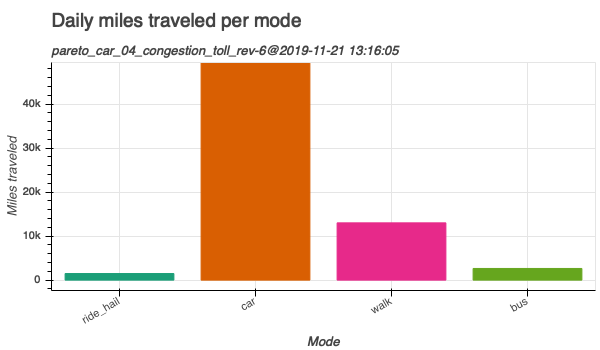 Daily miles traveled per mode
pareto_car_04_congestion_toll_rev-6@2019-11-21 13:16:05
Miles traveled
40k
30k
20k
10k
0
ride_hail
car
walk
bus
Mode